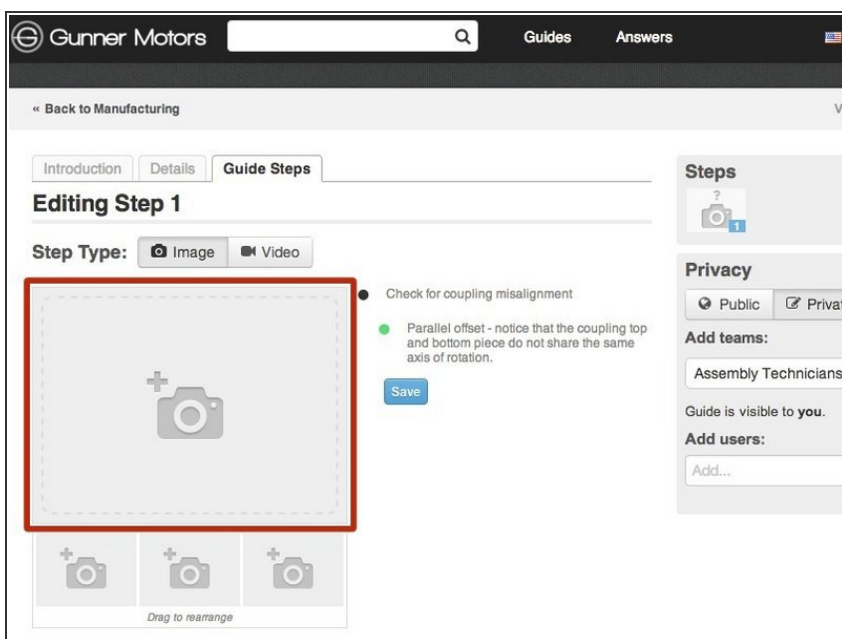 Gunner Motors
Guides
Answers
« Back to Manufacturing
V
Introduction
Details
Guide Steps
Editing Step 1
Step Type:
Image
Video
Check for coupling misalignment
Parallel offset - notice that the coupling top
and bottom piece do not share the same
axis of rotation.
Save
Drag to rearrange
Steps
?
1
Privacy
Public
Privat
Add teams:
Assembly Technicians
Guide is visible to you.
Add users:
Add...